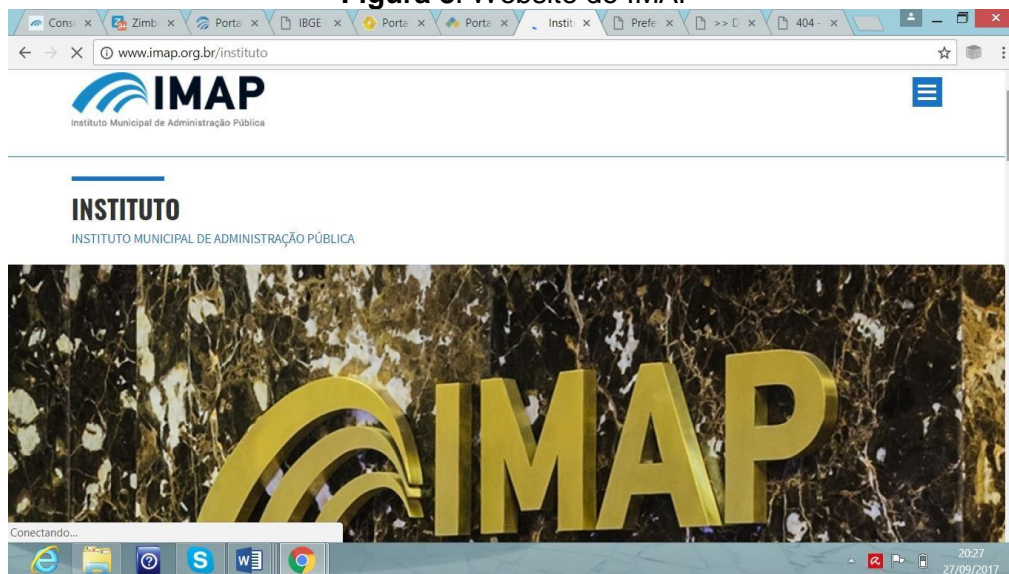 Website do IMAP
Consu Zimb Porta IBGE Porta Porta Instit Prefe >> D 404 -
www.imap.org.br/instituto
IMAP
Instituto Municipal de Administração Pública
INSTITUTO
INSTITUTO MUNICIPAL DE ADMINISTRAÇÃO PÚBLICA
IMAP
Conectando...
20:27
27/09/2017